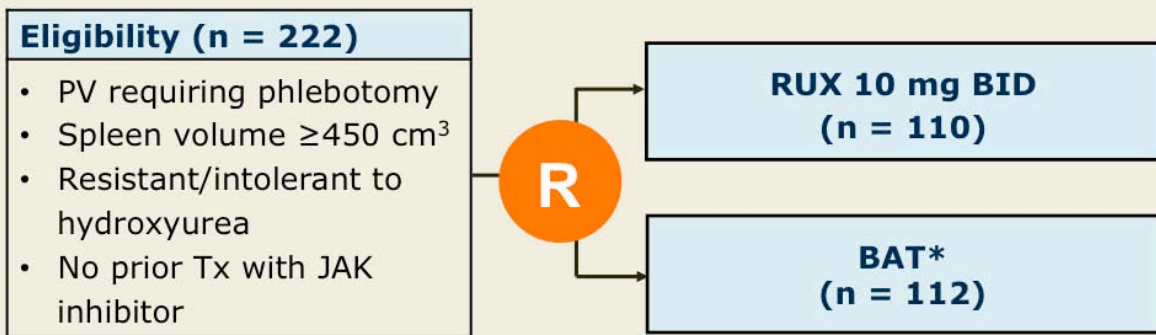 Eligibility (n = 222)
• PV requiring phlebotomy
• Spleen volume ≥450 cm³
• Resistant/intolerant to
hydroxyurea
• No prior Tx with JAK
inhibitor
R
RUX 10 mg BID
(n = 110)
BAT*
(n = 112)